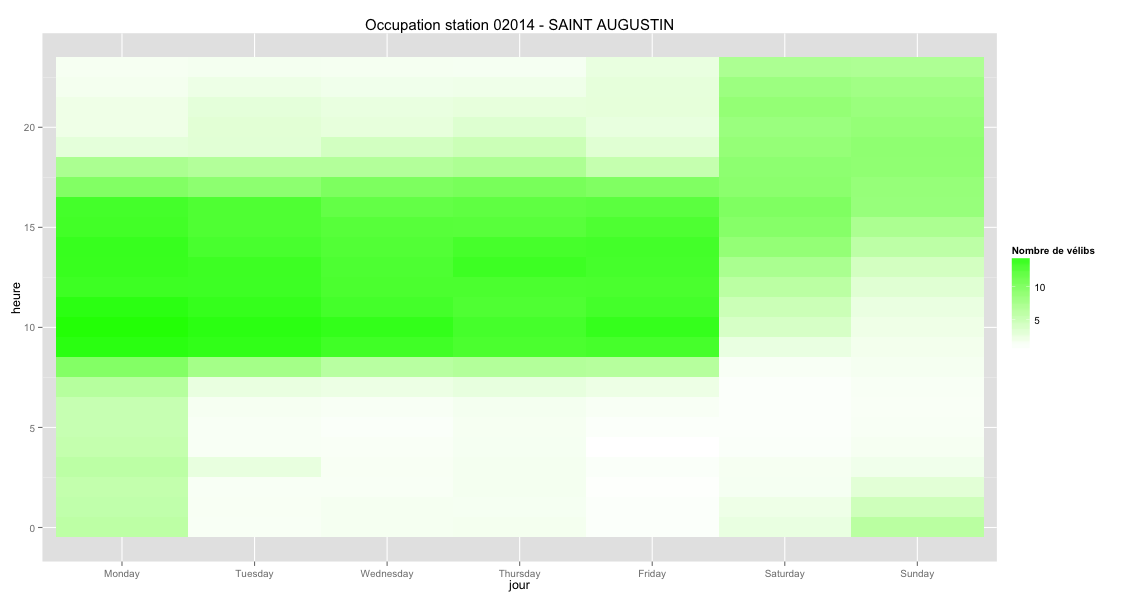 Occupation station 02014 - SAINT AUGUSTIN
heure
20
15
10
5
0
Monday Tuesday Wednesday Thursday Friday Saturday Sunday
jour
Nombre de vélibs
10
5